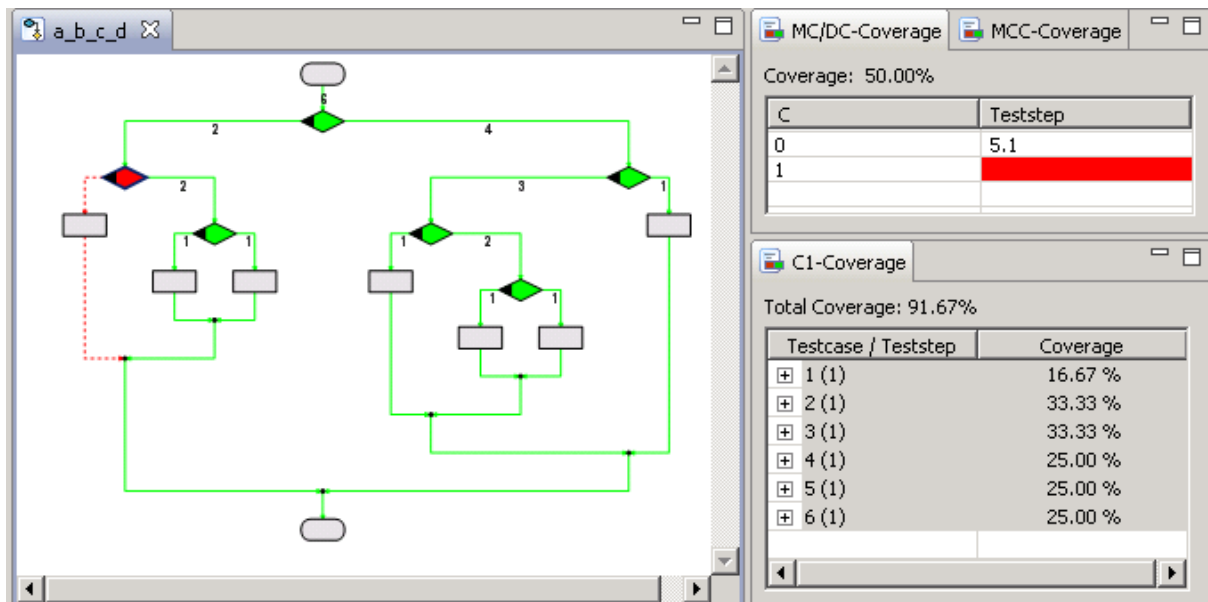 a_b_c_d
6
2 4
2 3 1
1 1 1 2
1 1
MC/DC-Coverage MCC-Coverage
Coverage: 50.00%
C Teststep
0 5.1
1
C1-Coverage
Total Coverage: 91.67%
Testcase / Teststep Coverage
1 (1) 16.67 %
2 (1) 33.33 %
3 (1) 33.33 %
4 (1) 25.00 %
5 (1) 25.00 %
6 (1) 25.00 %